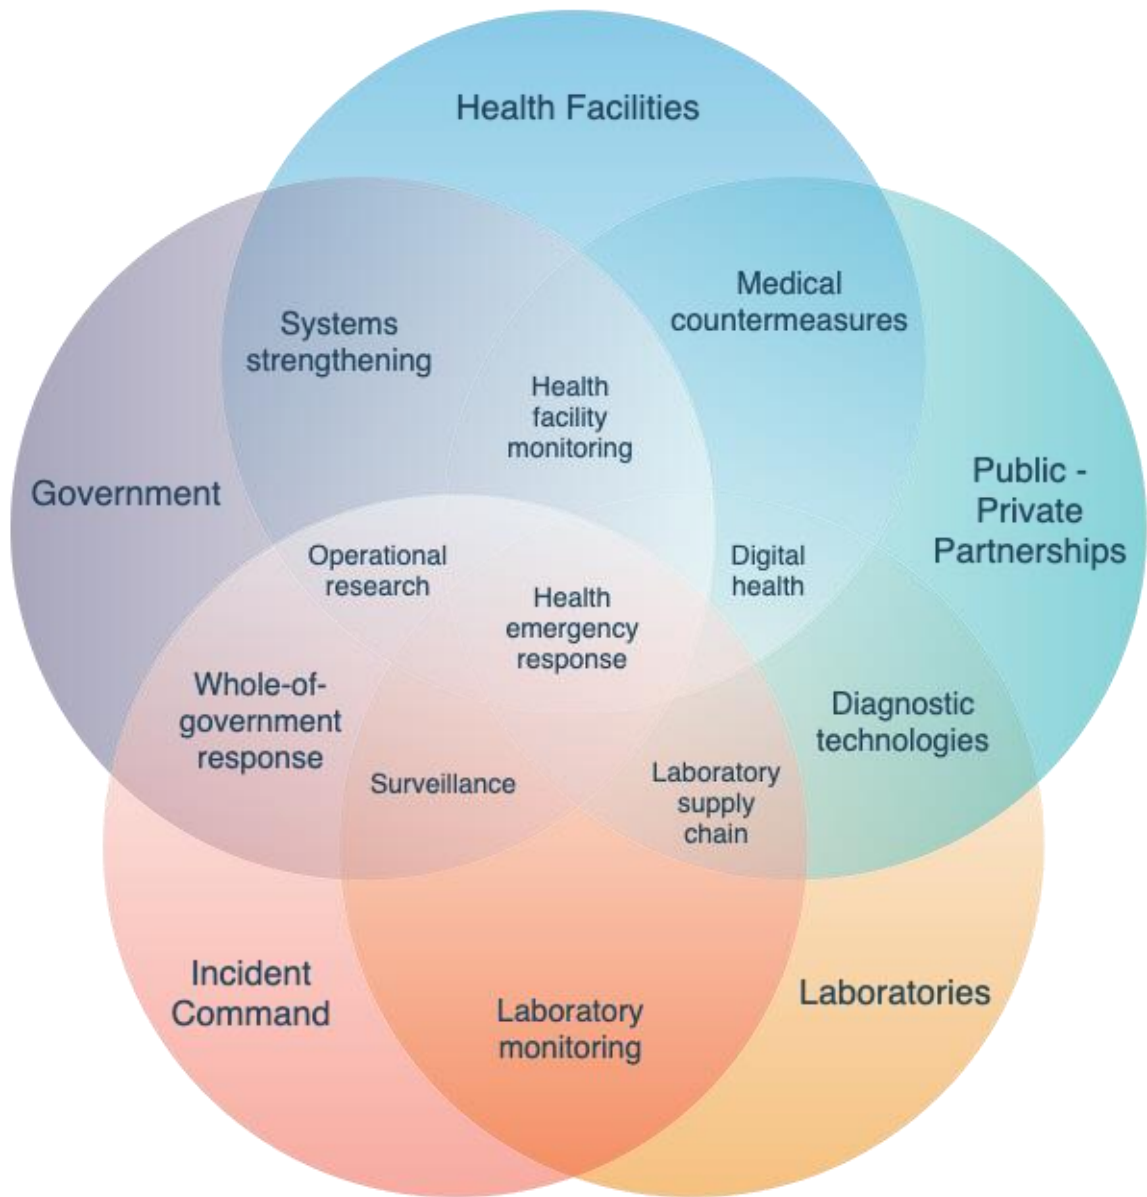 Health Facilities
Medical
countermeasures
Systems
strengthening
Health
facility
monitoring
Public -
Private
Partnerships
Government
Operational
research
Digital
health
Health
emergency
response
Whole-of-
government
response
Diagnostic
technologies
Surveillance
Laboratory
supply
chain
Incident
Command
Laboratories
Laboratory
monitoring